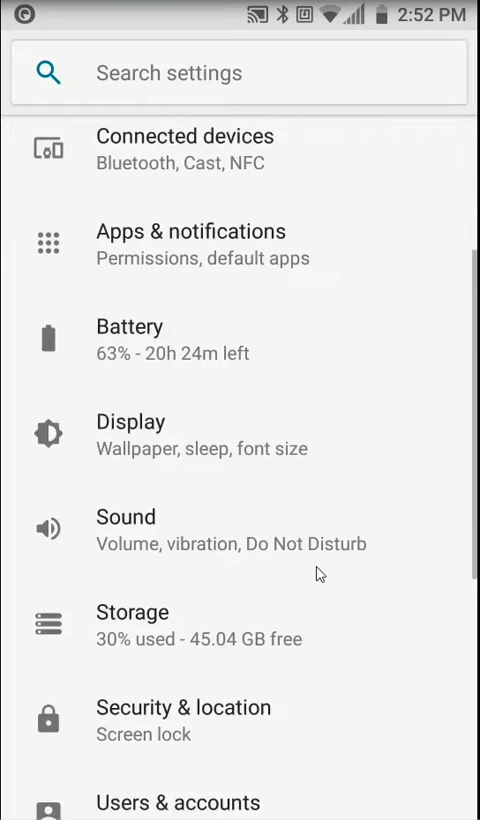 2:52 PM
Search settings
Connected devices
Bluetooth, Cast, NFC
Apps & notifications
Permissions, default apps
Battery
63% - 20h 24m left
Display
Wallpaper, sleep, font size
Sound
Volume, vibration, Do Not Disturb
Storage
30% used - 45.04 GB free
Security & location
Screen lock
Users & accounts